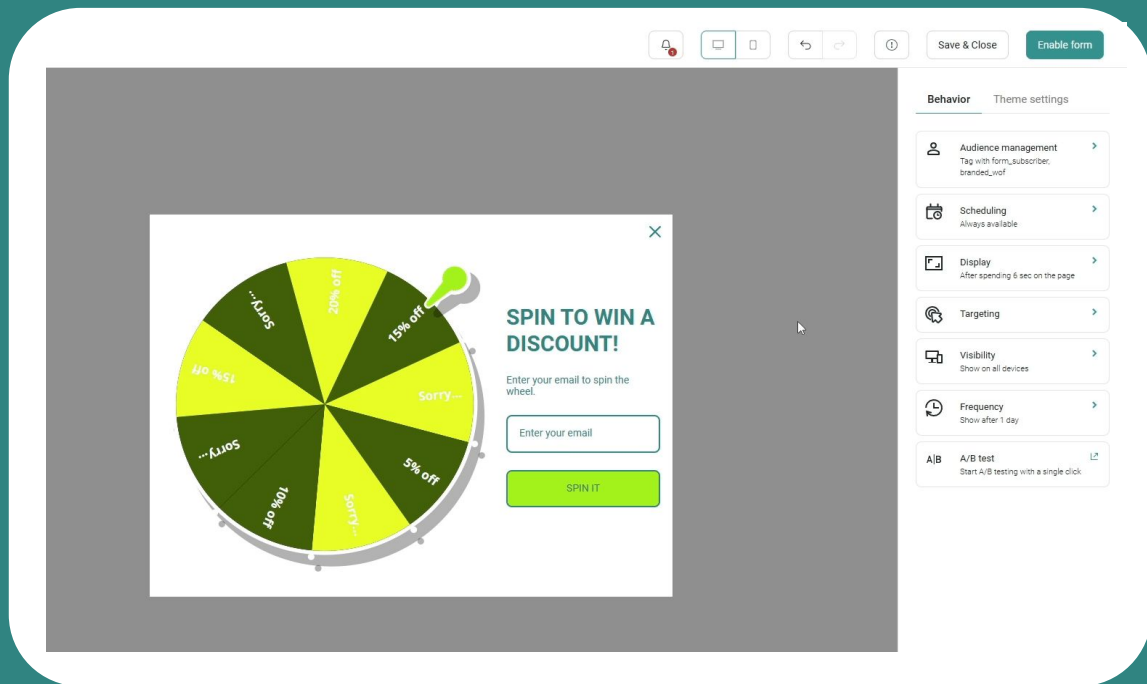 1
Save & Close
Enable form
Behavior
Theme settings
Audience management
Tag with form_subscriber,
branded_wof
Scheduling
Always available
Display
After spending 6 sec on the page
Targeting
Visibility
Show on all devices
Frequency
Show after 1 day
A|B
A/B test
Start A/B testing with a single click
20% off
15% off
Sorry...
5% off
Sorry...
10% off
Sorry...
15% off
Sorry...
SPIN TO WIN A
DISCOUNT!
Enter your email to spin the
wheel.
Enter your email
SPIN IT